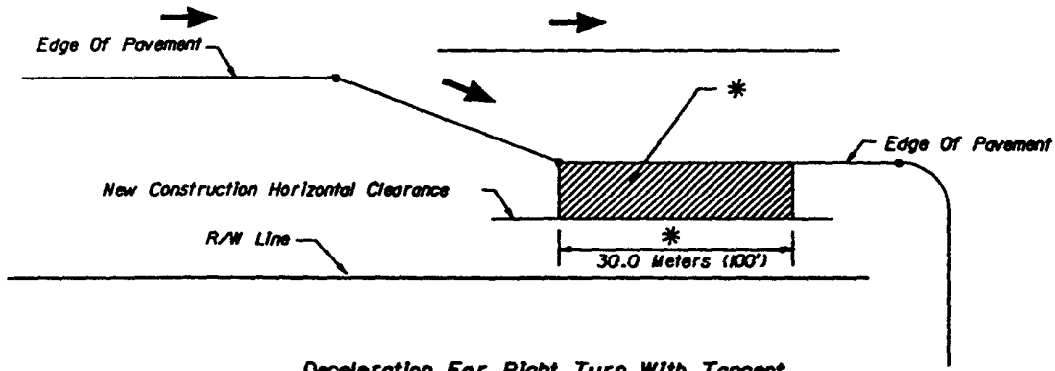 Edge Of Pavement
*
Edge Of Pavement
New Construction Horizontal Clearance
*
R/W Line
30.0 Meters (100')
Deceleration For Right Turn With Tangent